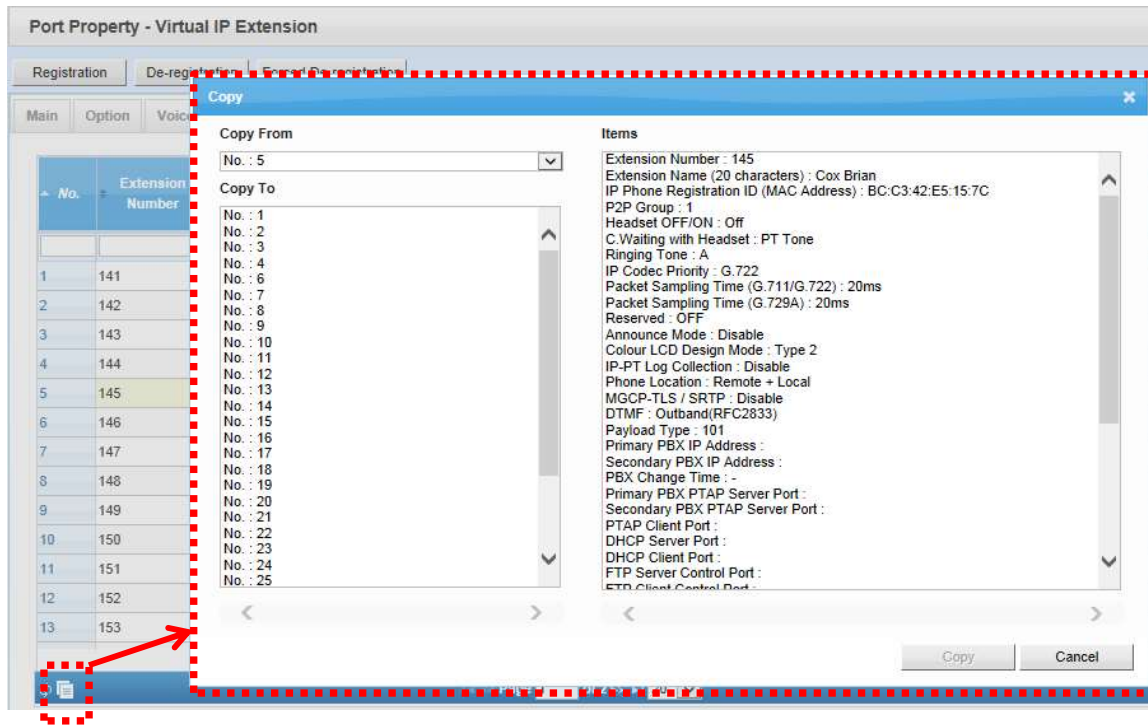 Port Property - Virtual IP Extension
Registration
De-registration
Forced De-registration
Main
Option
Copy
Copy From
No. : 5
Copy To
No. : 1
No. : 2
No. : 3
No. : 4
No. : 6
No. : 7
No. : 8
No. : 9
No. : 10
No. : 11
No. : 12
No. : 13
No. : 14
No. : 15
No. : 16
No. : 17
No. : 18
No. : 19
No. : 20
No. : 21
No. : 22
No. : 23
No. : 24
No. : 25
Items
Extension Number : 145
Extension Name (20 characters) : Cox Brian
IP Phone Registration ID (MAC Address) : BC:C3:42:E5:15:7C
P2P Group : 1
Headset OFF/ON : Off
C.Waiting with Headset : PT Tone
Ringing Tone : A
IP Codec Priority : G.722
Packet Sampling Time (G.711/G.722) : 20ms
Packet Sampling Time (G.729A) : 20ms
Reserved : OFF
Announce Mode : Disable
Colour LCD Design Mode : Type 2
IP-PT Log Collection : Disable
Phone Location : Remote + Local
MGCP-TLS / SRTP : Disable
DTMF : Outband(RFC2833)
Payload Type : 101
Primary PBX IP Address :
Secondary PBX IP Address :
PBX Change Time : -
Primary PBX PTAP Server Port :
Secondary PBX PTAP Server Port :
PTAP Client Port :
DHCP Server Port :
DHCP Client Port :
FTP Server Control Port :
FTP Client Control Port :
Copy
Cancel
No.
Extension
Number
1 141
2 142
3 143
4 144
5 145
6 146
7 147
8 148
9 149
10 150
11 151
12 152
13 153